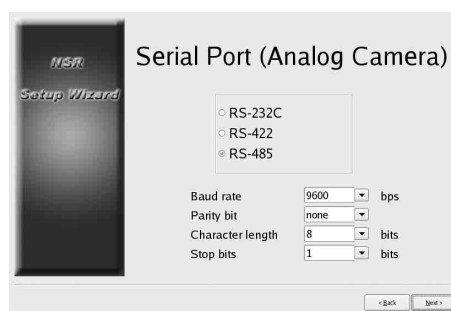 NSR
Setup Wizard
Serial Port (Analog Camera)
RS-232C
RS-422
RS-485
Baud rate 9600 bps
Parity bit none
Character length 8 bits
Stop bits 1 bits
< Back Next >